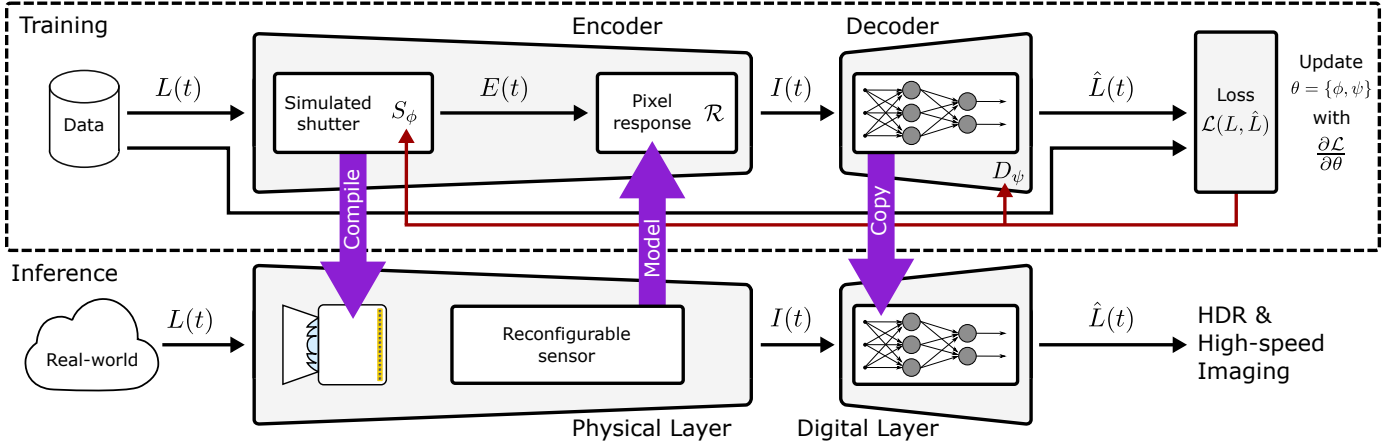 Training
Encoder
Decoder
Data
L(t)
Simulated
shutter
S_ϕ
E(t)
Pixel
response
ℛ
I(t)
D_ψ
L̂(t)
Loss
ℒ(L, L̂)
Update
θ = {ϕ, ψ}
with
∂ℒ
∂θ
Compile
Model
Copy
Inference
Real-world
L(t)
Reconfigurable
sensor
I(t)
L̂(t)
HDR &
High-speed
Imaging
Physical Layer
Digital Layer